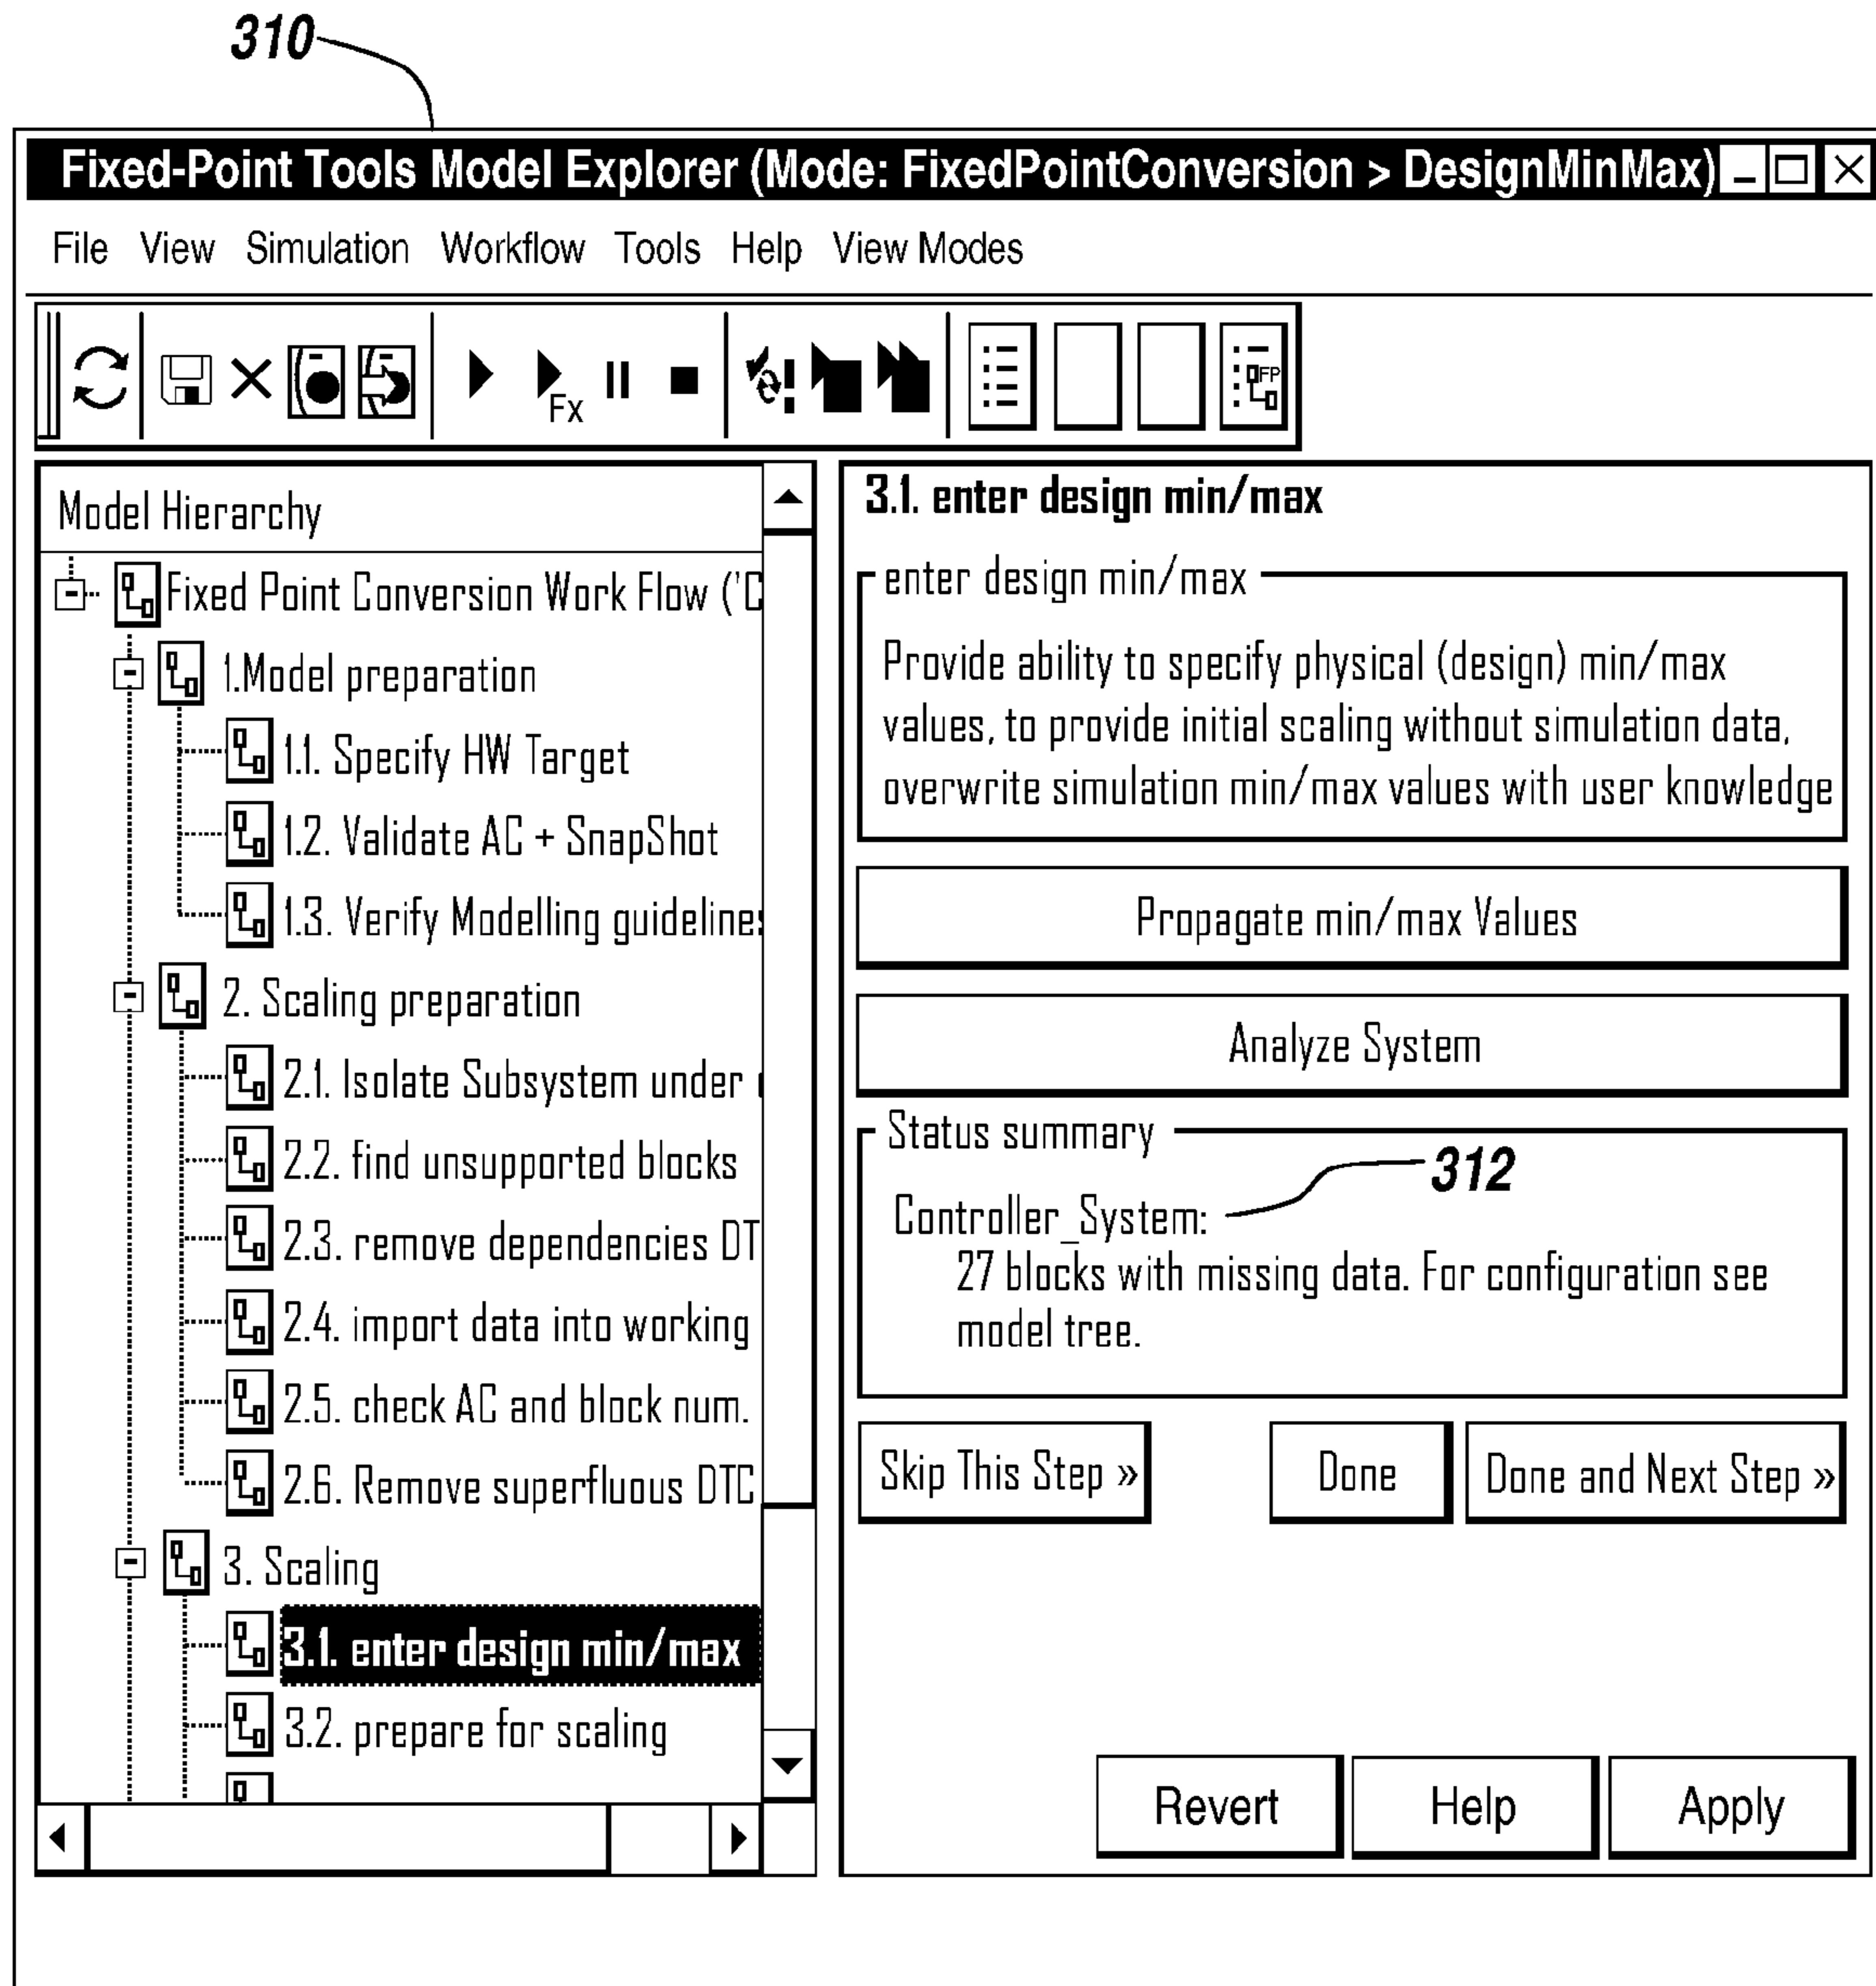 310
Fixed-Point Tools Model Explorer (Mode: FixedPointConversion > DesignMinMax)
File View Simulation Workflow Tools Help View Modes
Fx
FP
Model Hierarchy
Fixed Point Conversion Work Flow ('C
1.Model preparation
1.1. Specify HW Target
1.2. Validate AC + SnapShot
1.3. Verify Modelling guidelines
2. Scaling preparation
2.1. Isolate Subsystem under
2.2. find unsupported blocks
2.3. remove dependencies DT
2.4. import data into working
2.5. check AC and block num.
2.6. Remove superfluous DTC
3. Scaling
3.1. enter design min/max
3.2. prepare for scaling
3.1. enter design min/max
enter design min/max
Provide ability to specify physical (design) min/max
values, to provide initial scaling without simulation data,
overwrite simulation min/max values with user knowledge
Propagate min/max Values
Analyze System
Status summary
312
Controller_System:
27 blocks with missing data. For configuration see
model tree.
Skip This Step »
Done
Done and Next Step »
Revert
Help
Apply